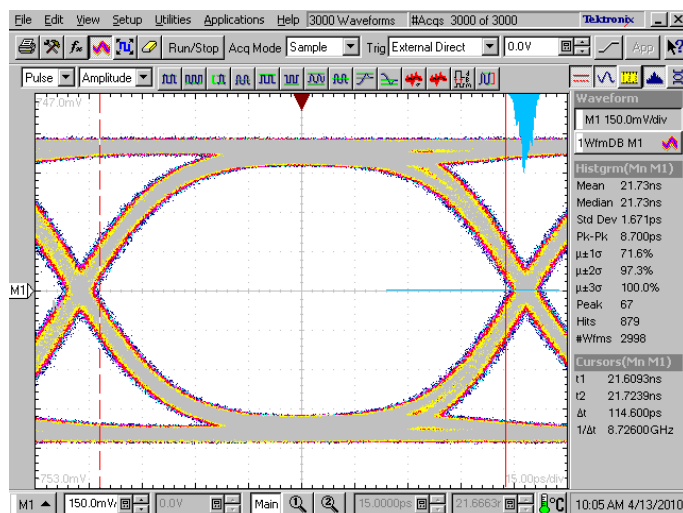 File Edit View Setup Utilities Applications Help 3000 Waveforms #Acqs 3000 of 3000 Tektronix
Run/Stop Acq Mode Sample Trig External Direct 0.0V App
Pulse Amplitude
747.0mV
Waveform
M1 150.0mV/div
1 WfmDB M1
Histgrm(Mn M1)
Mean 21.73ns
Median 21.73ns
Std Dev 1.671ps
Pk-Pk 8.700ps
µ±1σ 71.6%
µ±2σ 97.3%
µ±3σ 100.0%
Peak 67
Hits 879
#Wfms 2998
M1
Cursors(Mn M1)
t1 21.6093ns
t2 21.7239ns
Δt 114.600ps
1/Δt 8.72600GHz
-753.0mV 15.00ps/div
M1 150.0mV/ 0.0V Main 15.0000ps 21.6663r °C 10:05 AM 4/13/2010